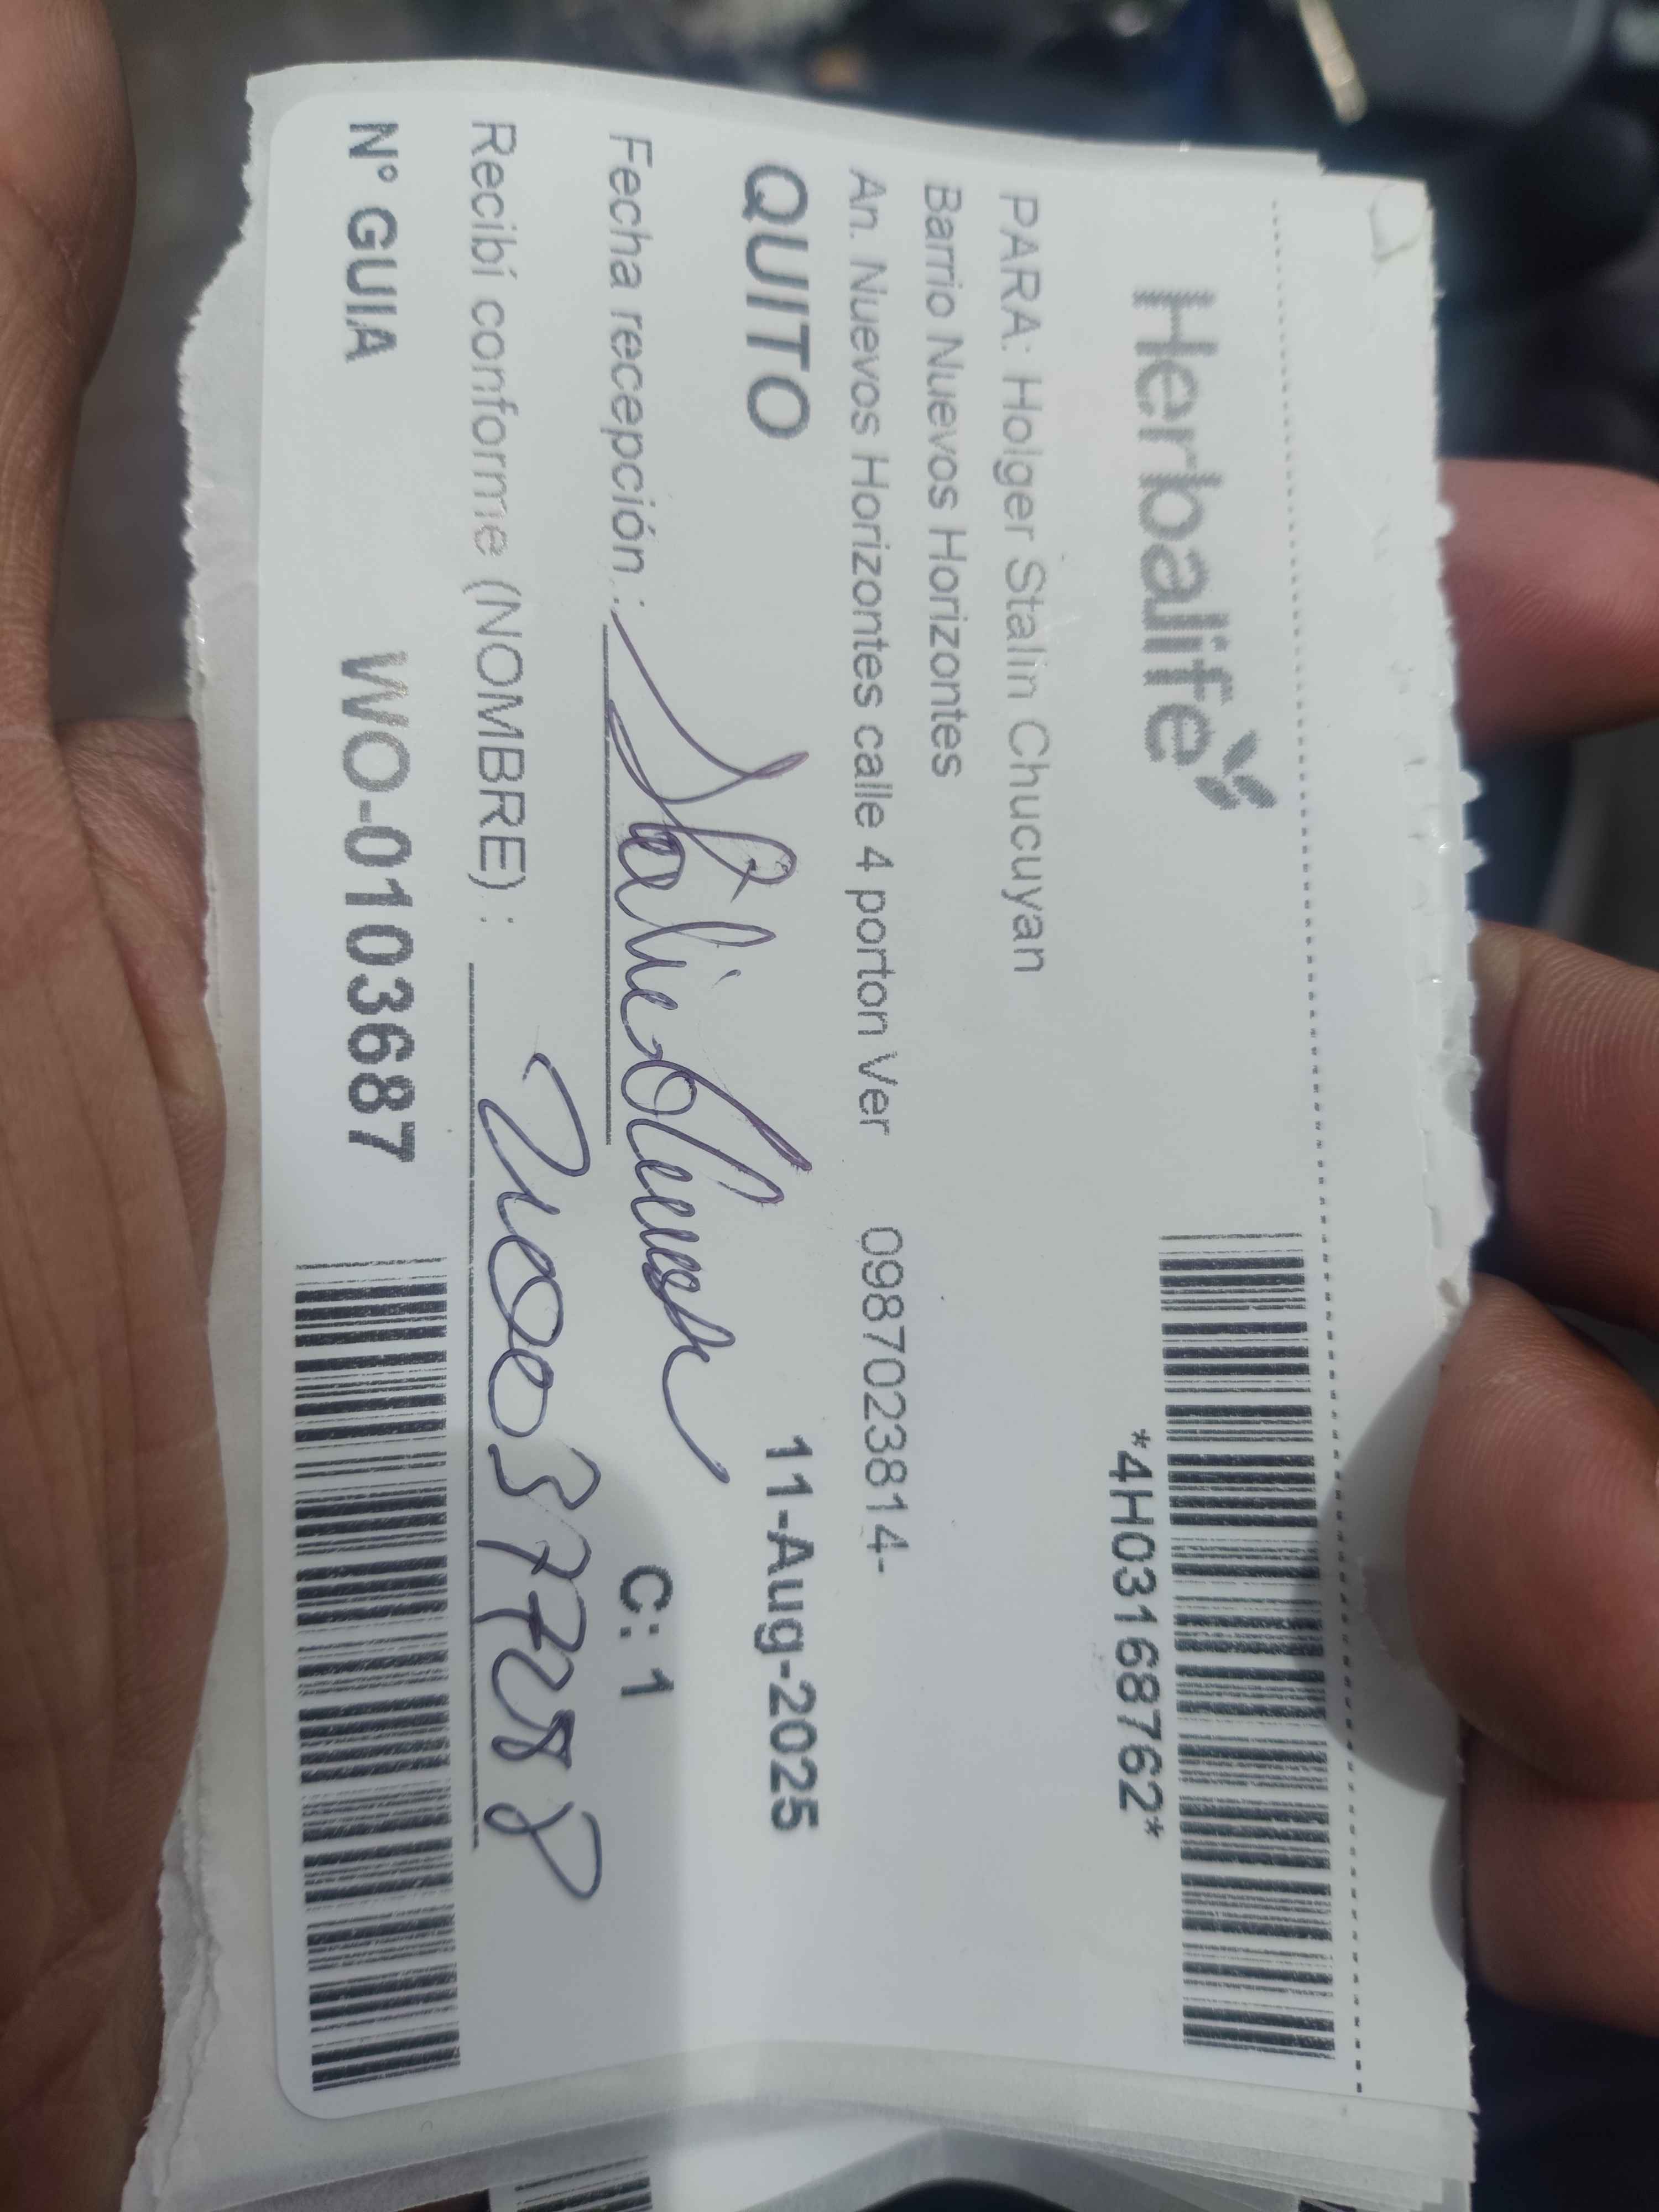 Herbalife
*4H03168762*
PARA: Holger Stalin Chucuyan
Barrio Nuevos Horizontes
An. Nuevos Horizontes calle 4 porton Ver 0987023814-
QUITO 11-Aug-2025
Fecha recepción : C: 1
Recibí conforme (NOMBRE) :
N° GUIA WO-0103687